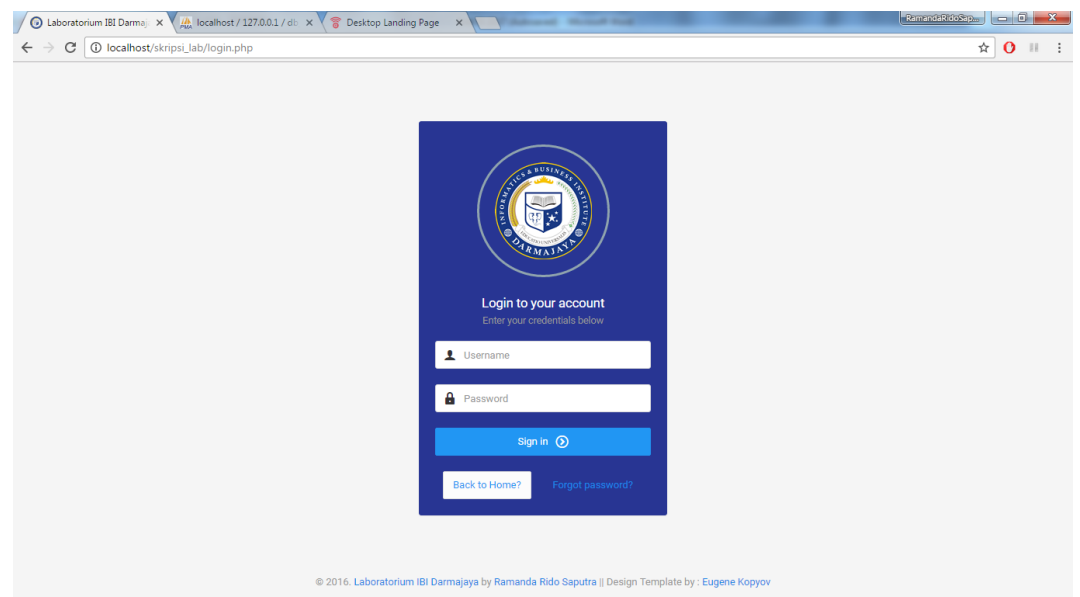 Laboratorium IBI Darmaj
localhost / 127.0.0.1 / db
Desktop Landing Page
RamandaRidoSap...
localhost/skripsi_lab/login.php
INFORMATICS & BUSINESS INSTITUTE
DARMAJAYA
Login to your account
Enter your credentials below
Username
Password
Sign in
Back to Home? Forgot password?
© 2016. Laboratorium IBI Darmajaya by Ramanda Rido Saputra || Design Template by : Eugene Kopyov